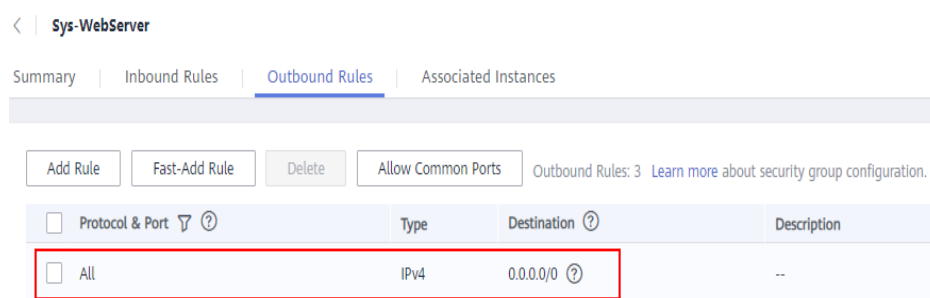 Sys-WebServer
Summary Inbound Rules Outbound Rules Associated Instances
Add Rule Fast-Add Rule Delete Allow Common Ports Outbound Rules: 3 Learn more about security group configuration.
Protocol & Port Type Destination Description
All IPv4 0.0.0.0/0 --